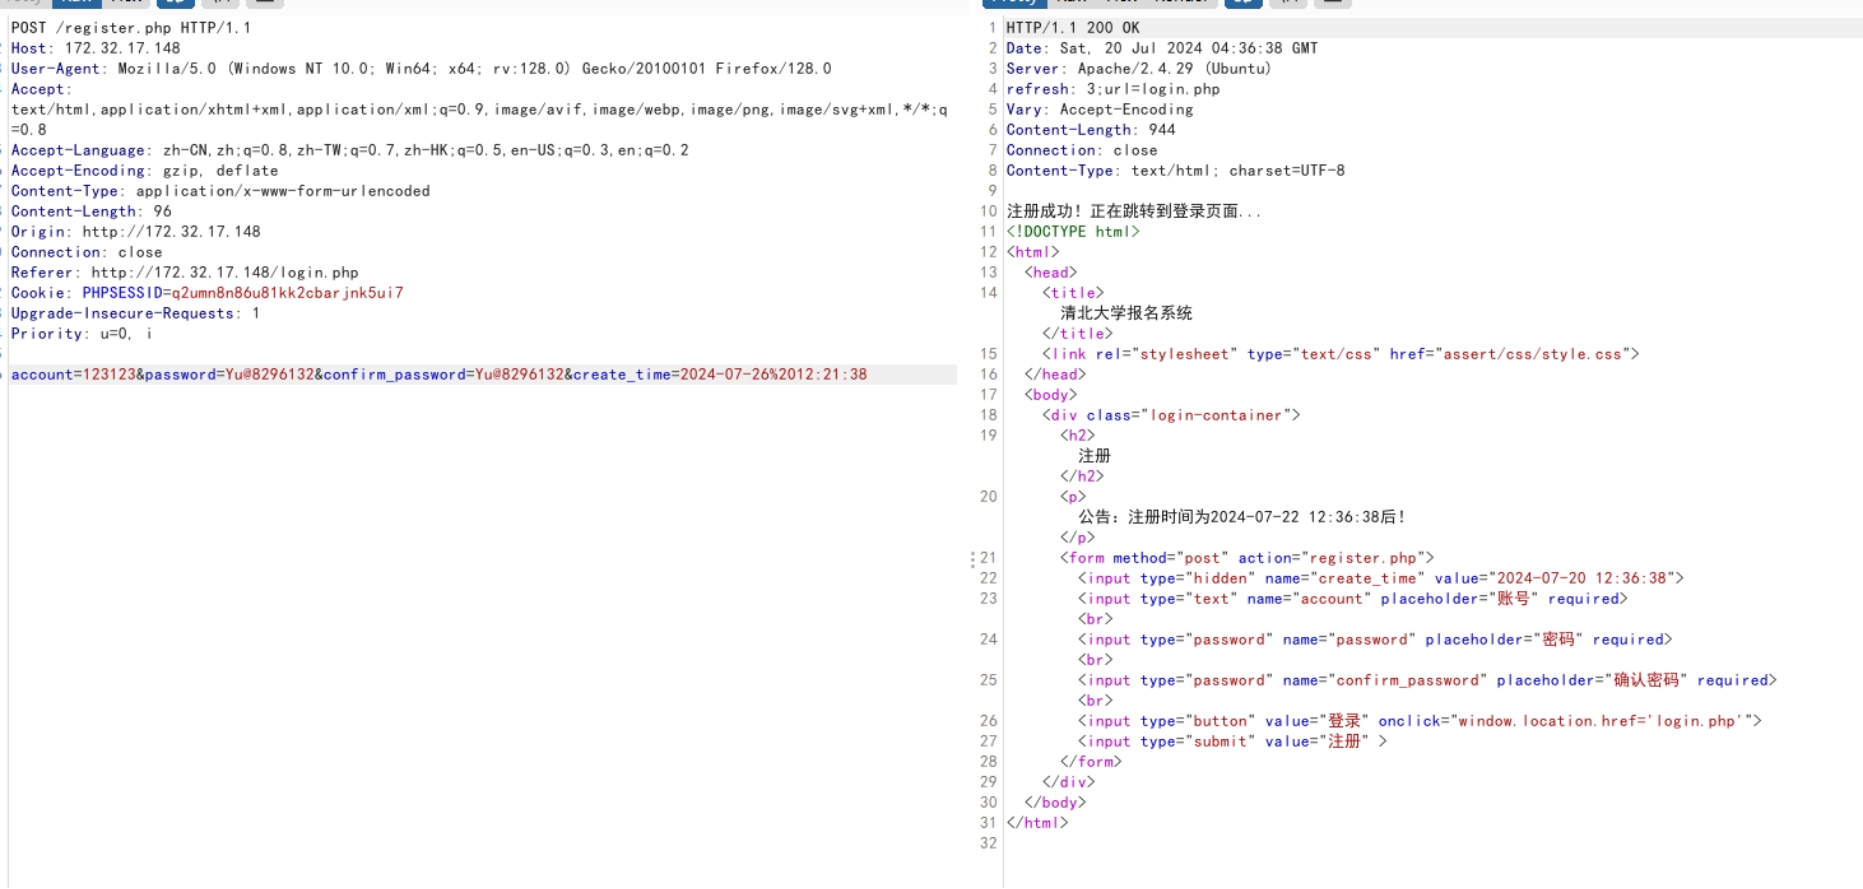 POST /register.php HTTP/1.1
Host: 172.32.17.148
User-Agent: Mozilla/5.0 (Windows NT 10.0; Win64; x64; rv:128.0) Gecko/20100101 Firefox/128.0
Accept:
text/html,application/xhtml+xml,application/xml;q=0.9,image/avif,image/webp,image/png,image/svg+xml,*/*;q
=0.8
Accept-Language: zh-CN,zh;q=0.8,zh-TW;q=0.7,zh-HK;q=0.5,en-US;q=0.3,en;q=0.2
Accept-Encoding: gzip, deflate
Content-Type: application/x-www-form-urlencoded
Content-Length: 96
Origin: http://172.32.17.148
Connection: close
Referer: http://172.32.17.148/login.php
Cookie: PHPSESSID=q2umn8n86u81kk2cbarjnk5ui7
Upgrade-Insecure-Requests: 1
Priority: u=0, i
account=123123&password=Yu@8296132&confirm_password=Yu@8296132&create_time=2024-07-26%2012:21:38
1 HTTP/1.1 200 OK
2 Date: Sat, 20 Jul 2024 04:36:38 GMT
3 Server: Apache/2.4.29 (Ubuntu)
4 refresh: 3;url=login.php
5 Vary: Accept-Encoding
6 Content-Length: 944
7 Connection: close
8 Content-Type: text/html; charset=UTF-8
9
10 注册成功！正在跳转到登录页面...
11 <!DOCTYPE html>
12 <html>
13 <head>
14 <title>
清北大学报名系统
</title>
15 <link rel="stylesheet" type="text/css" href="assert/css/style.css">
16 </head>
17 <body>
18 <div class="login-container">
19 <h2>
注册
</h2>
20 <p>
公告：注册时间为2024-07-22 12:36:38后！
</p>
21 <form method="post" action="register.php">
22 <input type="hidden" name="create_time" value="2024-07-20 12:36:38">
23 <input type="text" name="account" placeholder="账号" required>
<br>
24 <input type="password" name="password" placeholder="密码" required>
<br>
25 <input type="password" name="confirm_password" placeholder="确认密码" required>
<br>
26 <input type="button" value="登录" onclick="window.location.href='login.php'">
27 <input type="submit" value="注册" >
28 </form>
29 </div>
30 </body>
31 </html>
32